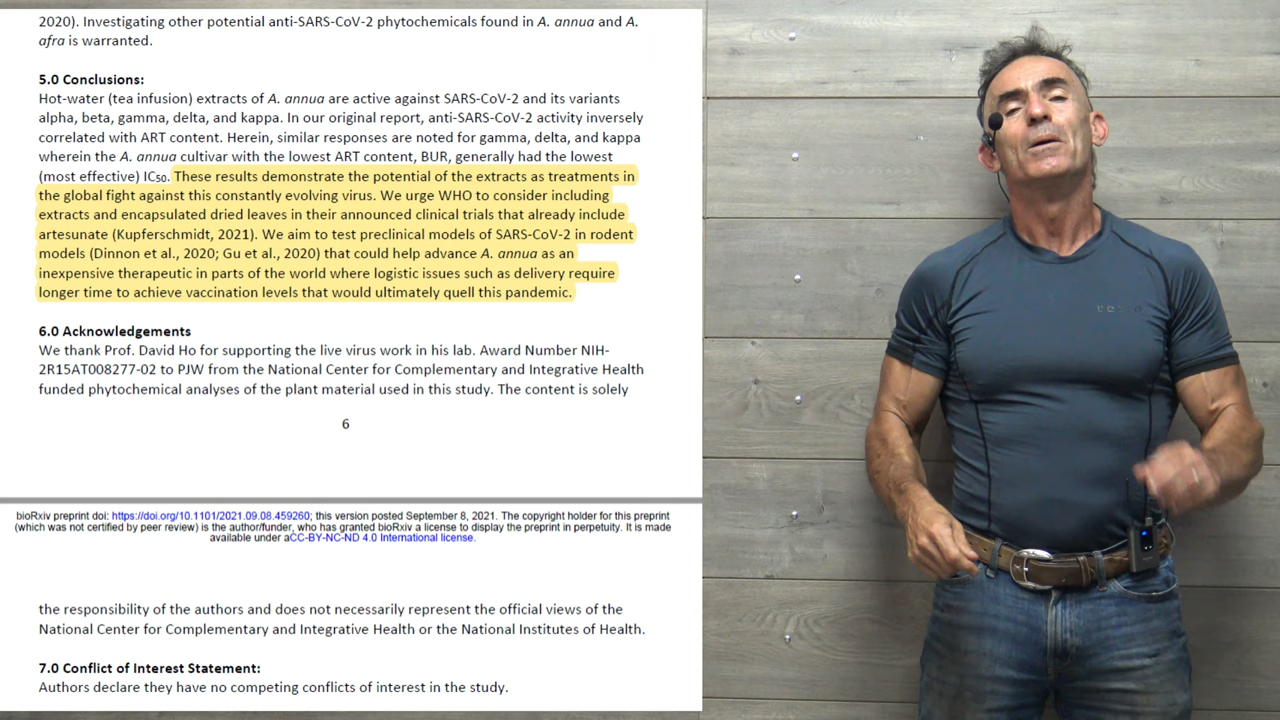 2020). Investigating other potential anti-SARS-CoV-2 phytochemicals found in A. annua and A.
afra is warranted.
5.0 Conclusions:
Hot-water (tea infusion) extracts of A. annua are active against SARS-CoV-2 and its variants
alpha, beta, gamma, delta, and kappa. In our original report, anti-SARS-CoV-2 activity inversely
correlated with ART content. Herein, similar responses are noted for gamma, delta, and kappa
wherein the A. annua cultivar with the lowest ART content, BUR, generally had the lowest
(most effective) IC50. These results demonstrate the potential of the extracts as treatments in
the global fight against this constantly evolving virus. We urge WHO to consider including
extracts and encapsulated dried leaves in their announced clinical trials that already include
artesunate (Kupferschmidt, 2021). We aim to test preclinical models of SARS-CoV-2 in rodent
models (Dinnon et al., 2020; Gu et al., 2020) that could help advance A. annua as an
inexpensive therapeutic in parts of the world where logistic issues such as delivery require
longer time to achieve vaccination levels that would ultimately quell this pandemic.
6.0 Acknowledgements
We thank Prof. David Ho for supporting the live virus work in his lab. Award Number NIH-
2R15AT008277-02 to PJW from the National Center for Complementary and Integrative Health
funded phytochemical analyses of the plant material used in this study. The content is solely
6
bioRxiv preprint doi: https://doi.org/10.1101/2021.09.08.459260; this version posted September 8, 2021. The copyright holder for this preprint
(which was not certified by peer review) is the author/funder, who has granted bioRxiv a license to display the preprint in perpetuity. It is made
available under aCC-BY-NC-ND 4.0 International license.
the responsibility of the authors and does not necessarily represent the official views of the
National Center for Complementary and Integrative Health or the National Institutes of Health.
7.0 Conflict of Interest Statement:
Authors declare they have no competing conflicts of interest in the study.